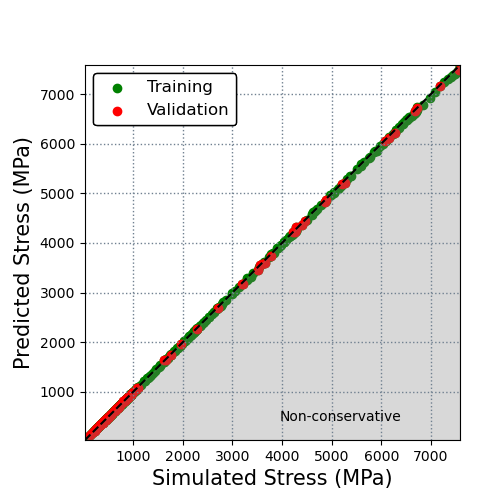 Training
Validation
Predicted Stress (MPa)
7000
6000
5000
4000
3000
2000
1000
Non-conservative
1000 2000 3000 4000 5000 6000 7000
Simulated Stress (MPa)